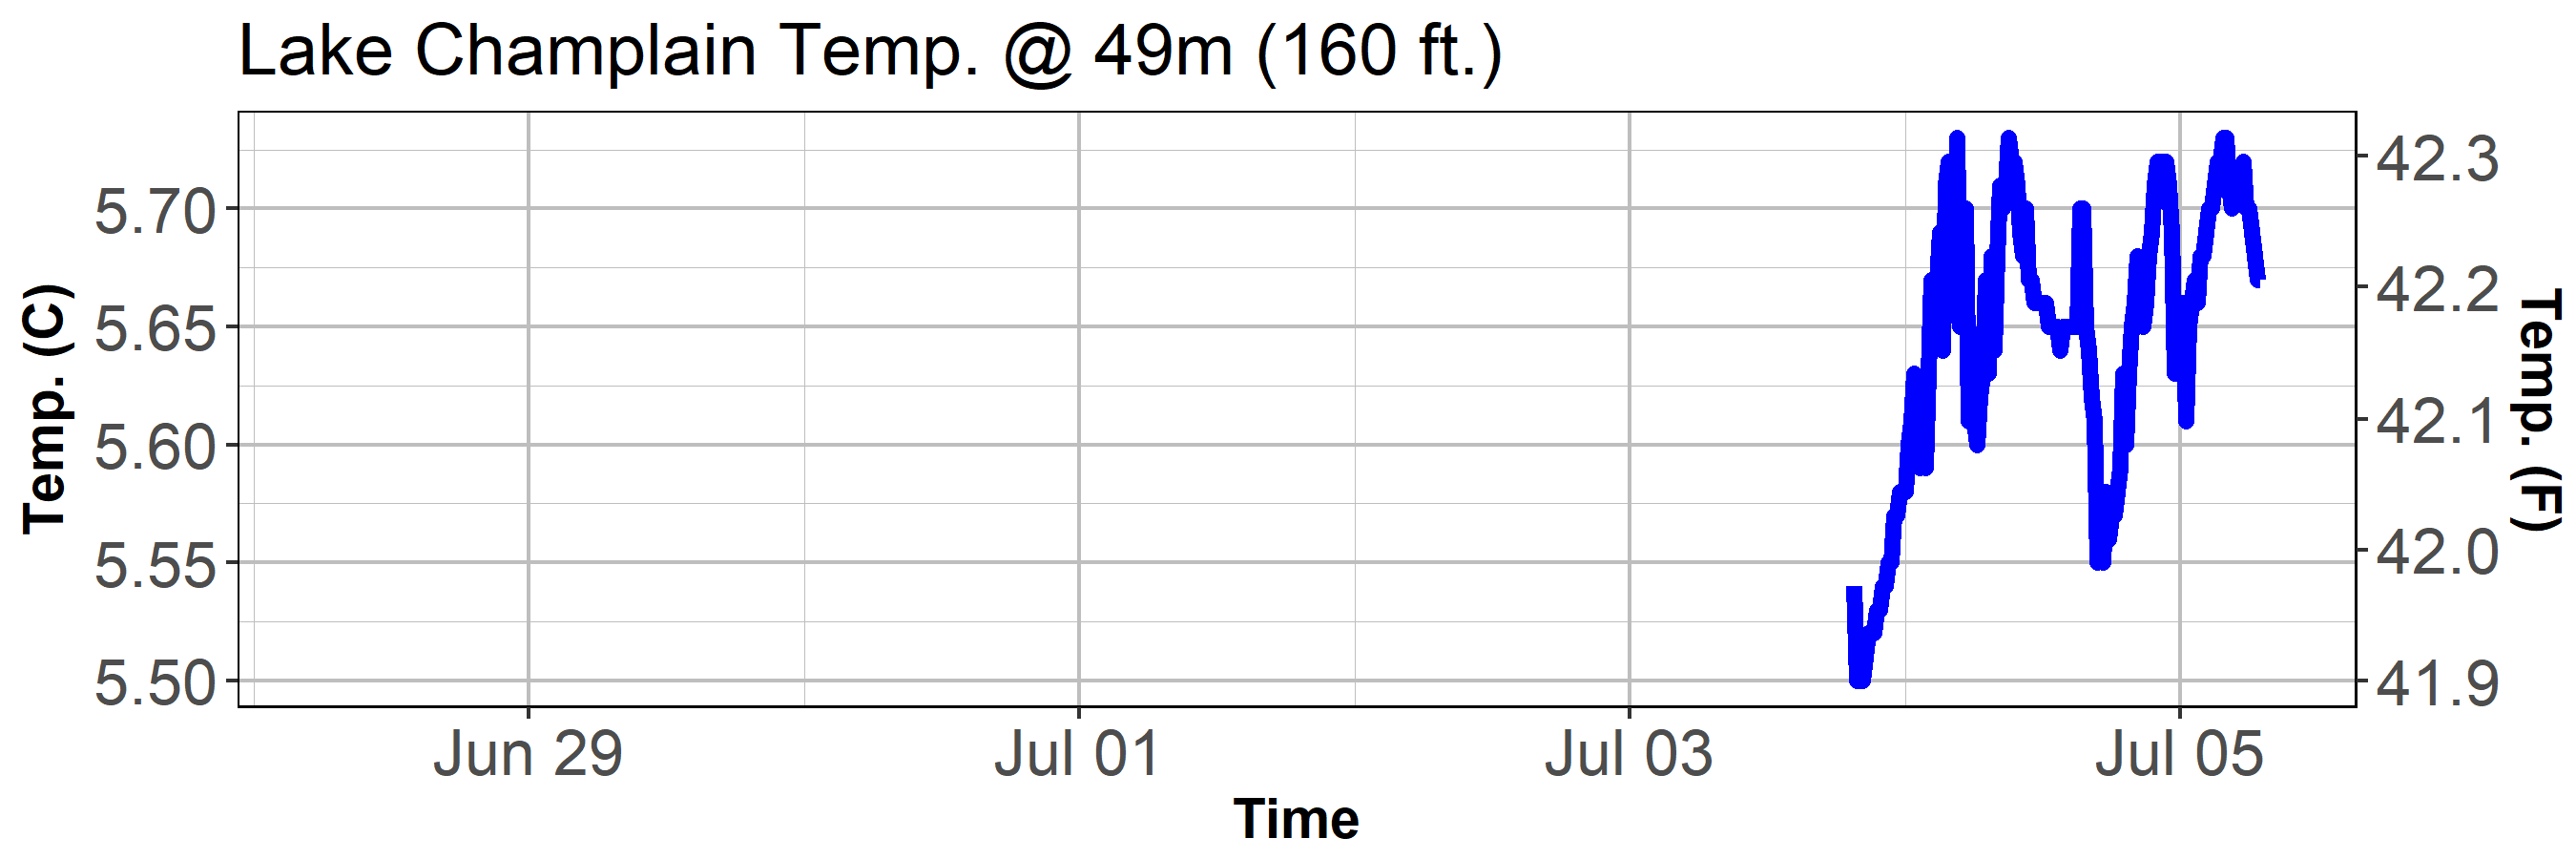 Lake Champlain Temp. @ 49m (160 ft.)
Temp. (C)
5.70
5.65
5.60
5.55
5.50
42.3
42.2
42.1
42.0
41.9
Temp. (F)
Jun 29 Jul 01 Jul 03 Jul 05
Time